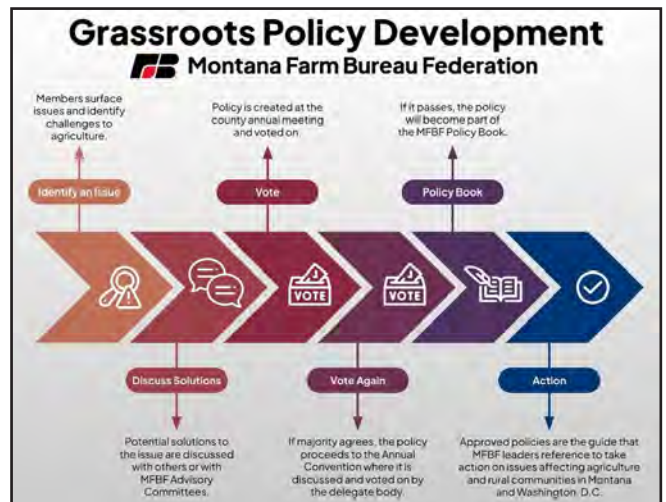 Grassroots Policy Development
FB Montana Farm Bureau Federation
Members surface
issues and identify
challenges to
agriculture.
Policy is created at the
county annual meeting
and voted on
If it passes, the policy
will become part of
the MFBF Policy Book.
Identify an Issue
Vote
Policy Book
VOTE
VOTE
Discuss Solutions
Vote Again
Action
Potential solutions to
the issue are discussed
with others or with
MFBF Advisory
Committees.
If majority agrees, the policy
proceeds to the Annual
Convention where it is
discussed and voted on by
the delegate body.
Approved policies are the guide that
MFBF leaders reference to take
action on issues affecting agriculture
and rural communities in Montana
and Washington D.C.